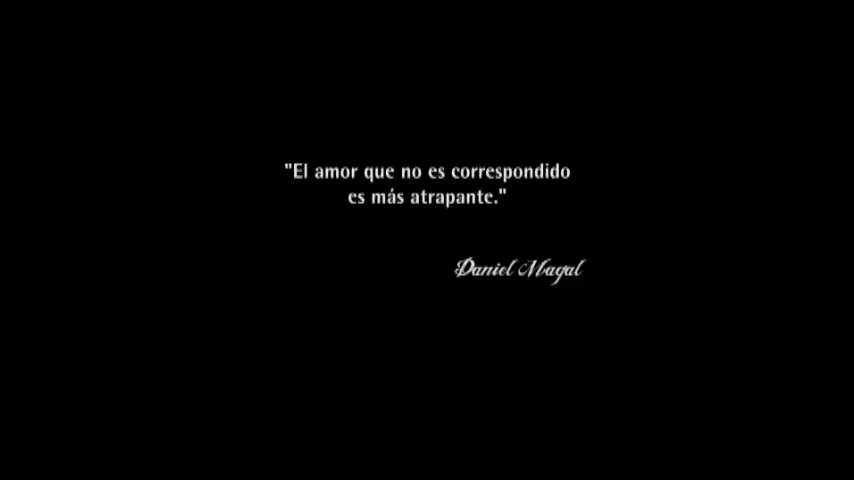 "El amor que no es correspondido
es más atrapante."
Daniel Magal